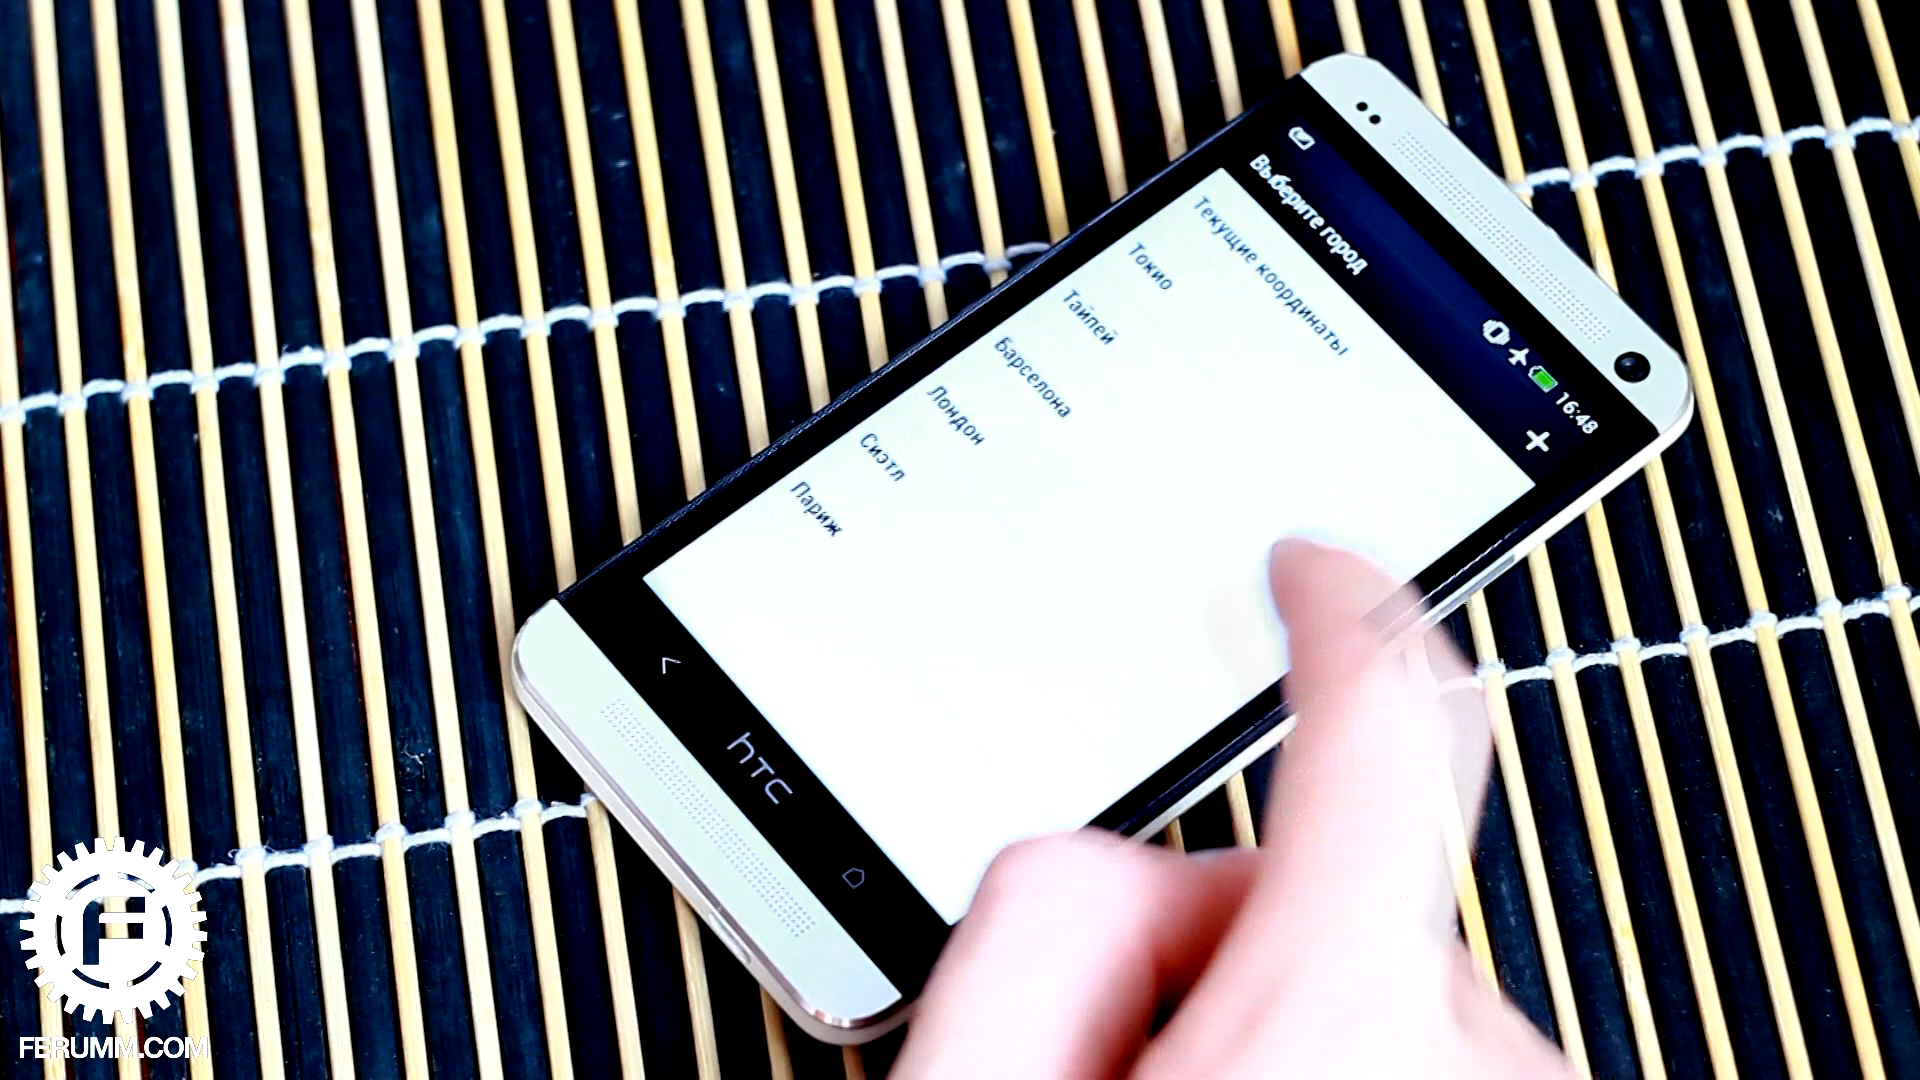 16:48
Выберите город
Текущие координаты
Токио
Тайпей
Барселона
Лондон
Сиэтл
Париж
hTC
FERUMM.COM